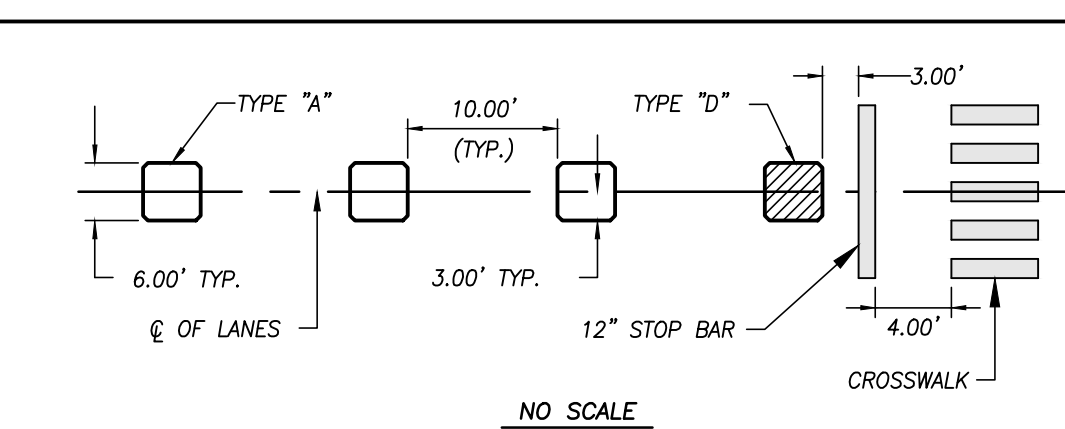 TYPE "A"
10.00'
(TYP.)
TYPE "D"
3.00'
6.00' TYP.
3.00' TYP.
℄ OF LANES
12" STOP BAR
4.00'
CROSSWALK
NO SCALE